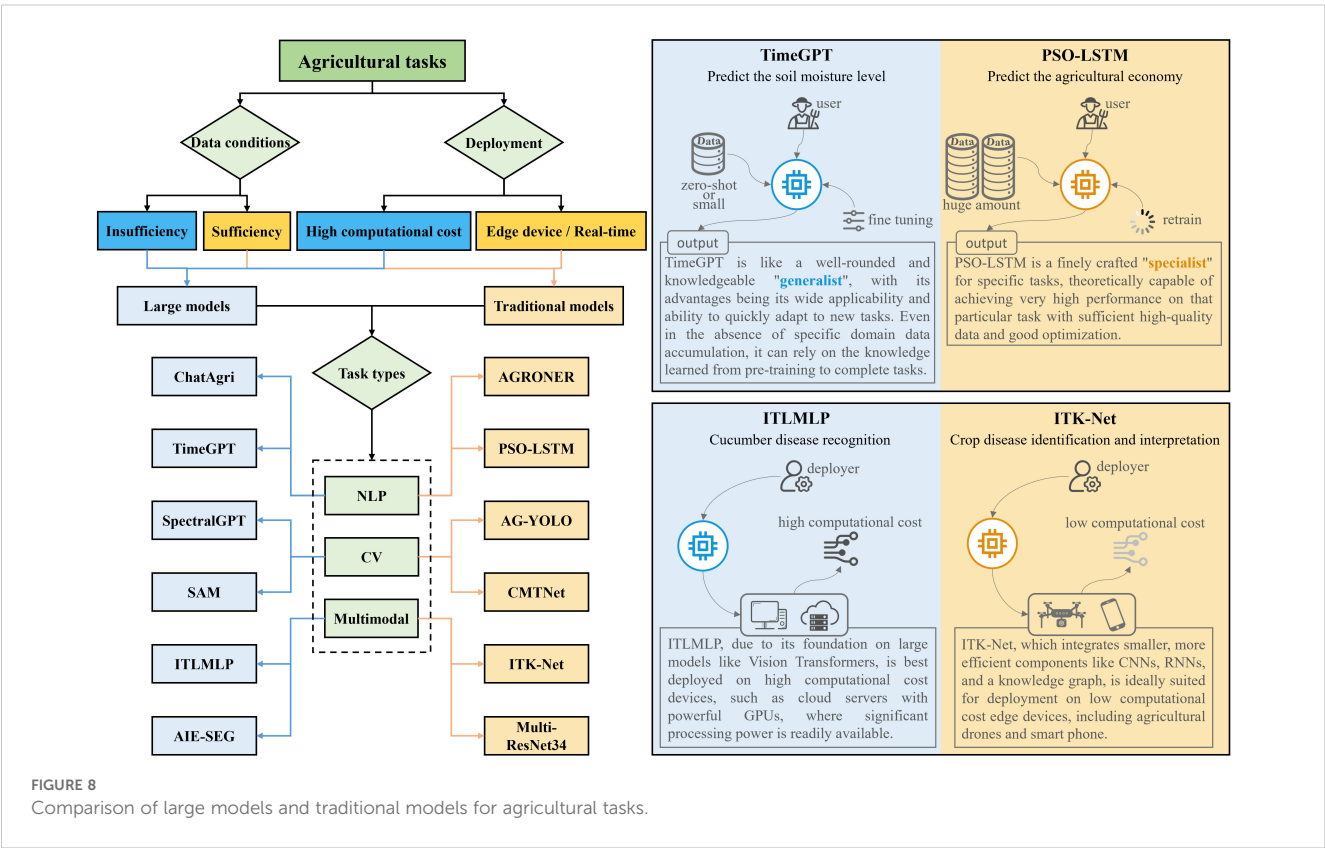 Agricultural tasks
Data conditions
Deployment
Insufficiency
Sufficiency
High computational cost
Edge device / Real-time
Large models
Traditional models
Task types
ChatAgri
TimeGPT
SpectralGPT
SAM
ITLMLP
AIE-SEG
NLP
CV
Multimodal
AGRONER
PSO-LSTM
AG-YOLO
CMTNet
ITK-Net
Multi-
ResNet34
TimeGPT
Predict the soil moisture level
user
Data
zero-shot
or
small
fine tuning
output
TimeGPT is like a well-rounded and
knowledgeable "generalist", with its
advantages being its wide applicability and
ability to quickly adapt to new tasks. Even
in the absence of specific domain data
accumulation, it can rely on the knowledge
learned from pre-training to complete tasks.
PSO-LSTM
Predict the agricultural economy
user
Data
Data
huge amount
retrain
output
PSO-LSTM is a finely crafted "specialist"
for specific tasks, theoretically capable of
achieving very high performance on that
particular task with sufficient high-quality
data and good optimization.
ITLMLP
Cucumber disease recognition
deployer
high computational cost
ITLMLP, due to its foundation on large
models like Vision Transformers, is best
deployed on high computational cost
devices, such as cloud servers with
powerful GPUs, where significant
processing power is readily available.
ITK-Net
Crop disease identification and interpretation
deployer
low computational cost
ITK-Net, which integrates smaller, more
efficient components like CNNs, RNNs,
and a knowledge graph, is ideally suited
for deployment on low computational
cost edge devices, including agricultural
drones and smart phone.
FIGURE 8
Comparison of large models and traditional models for agricultural tasks.